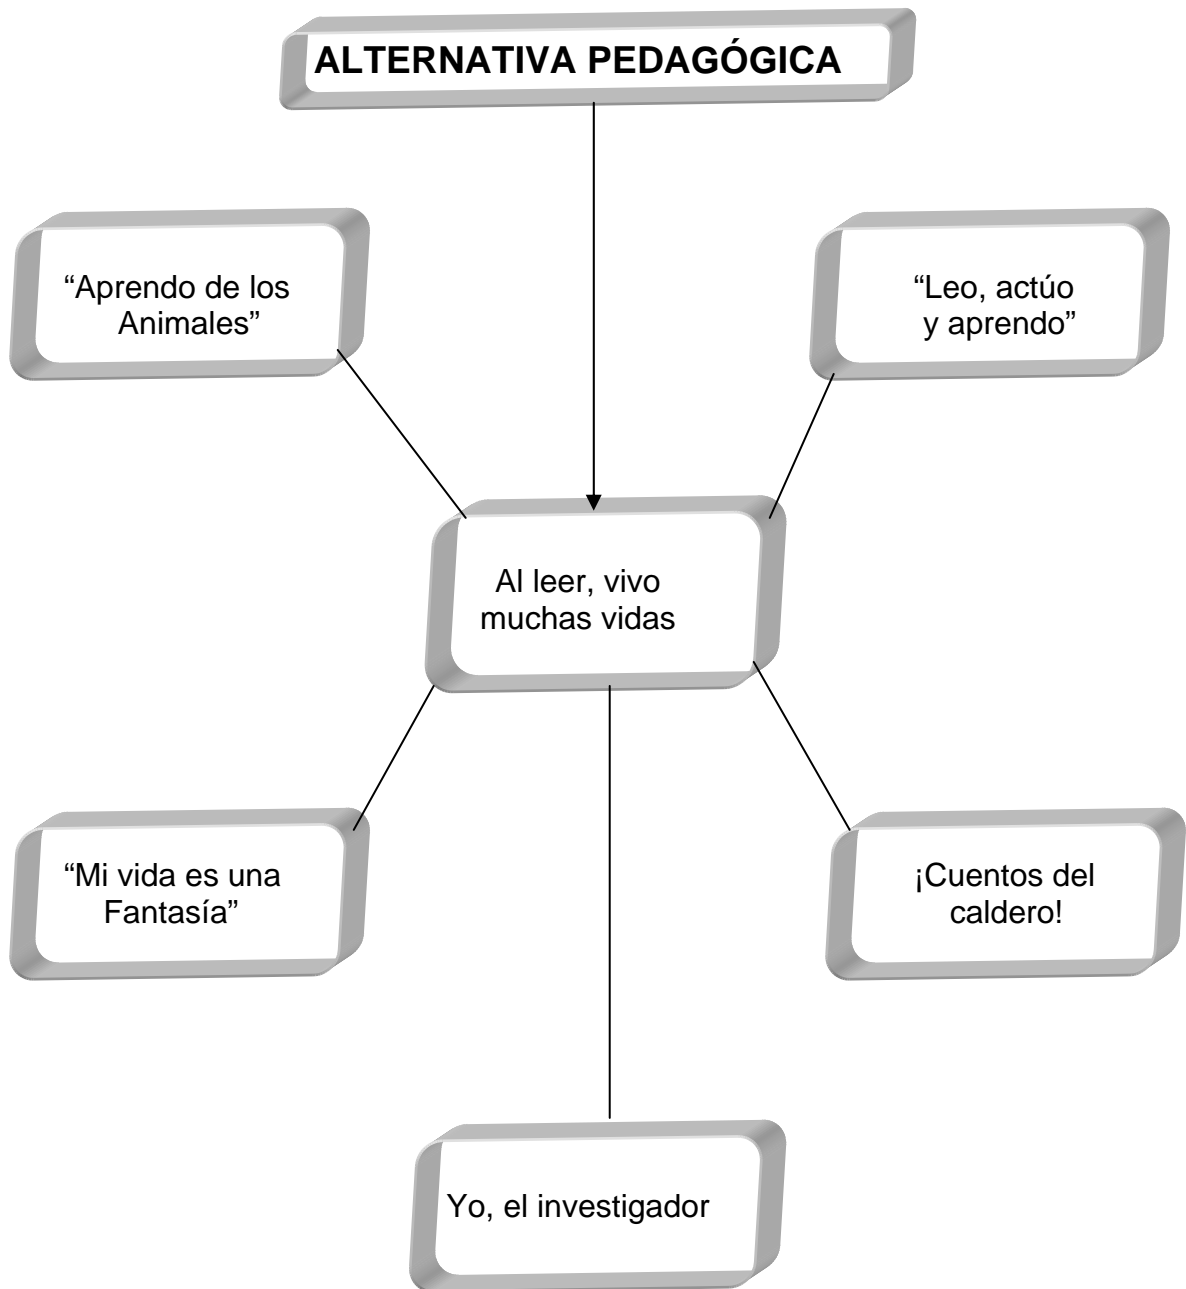 ALTERNATIVA PEDAGÓGICA
“Aprendo de los
Animales”
“Leo, actúo
y aprendo”
Al leer, vivo
muchas vidas
“Mi vida es una
Fantasía”
¡Cuentos del
caldero!
Yo, el investigador